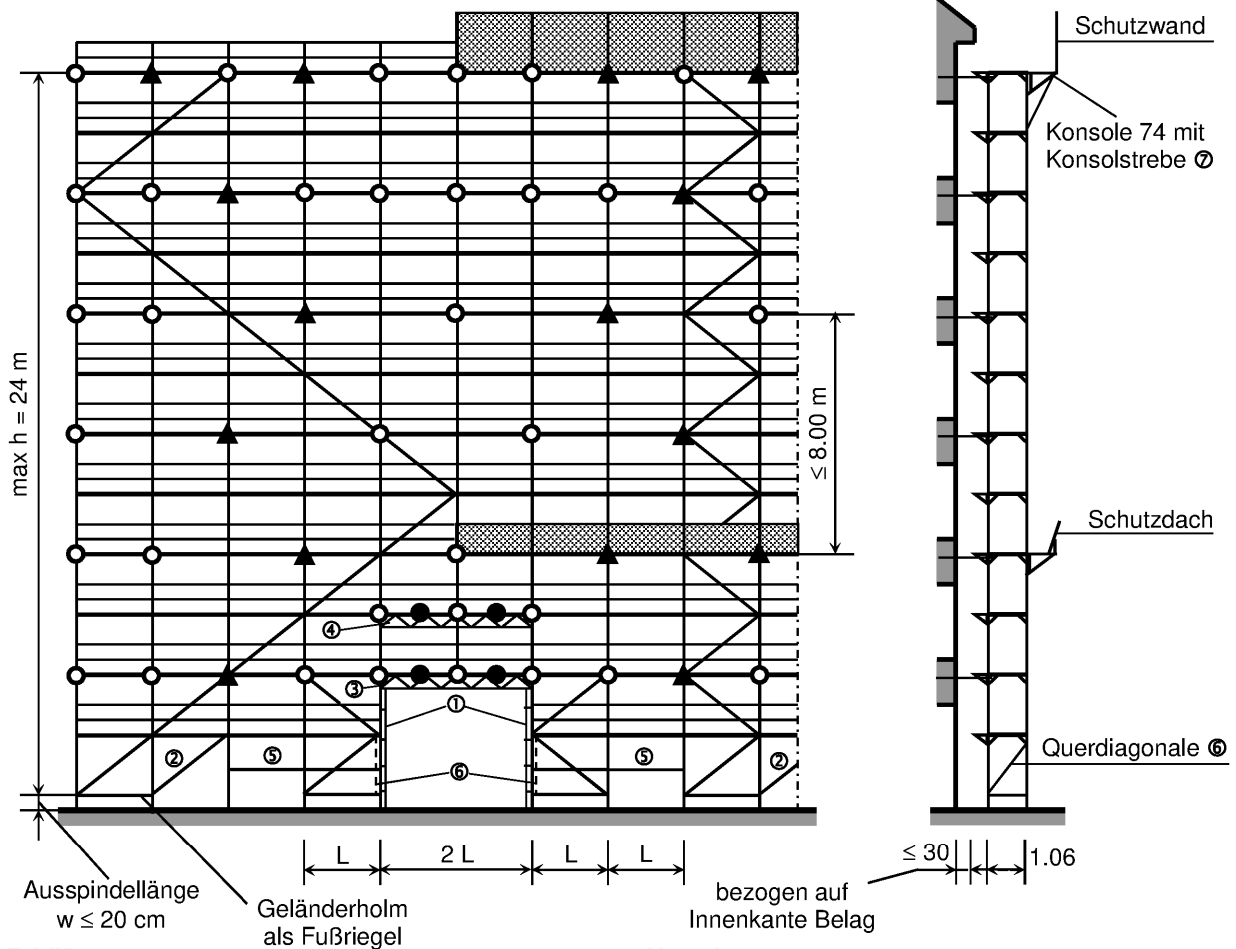 Schutzwand
Konsole 74 mit
Konsolstrebe ⑦
max h = 24 m
≤ 8.00 m
Schutzdach
④
③
①
②
⑤
⑥
⑤
②
Querdiagonale ⑥
L
2 L
L
L
≤ 30
1.06
Ausspindellänge
w ≤ 20 cm
Geländerholm
als Fußriegel
bezogen auf
Innenkante Belag